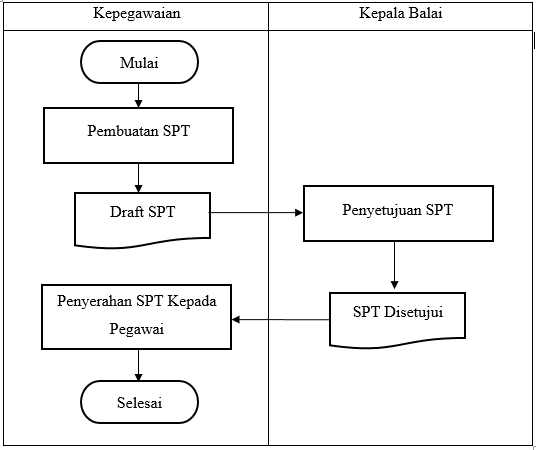 Kepegawaian
Kepala Balai
Mulai
Pembuatan SPT
Draft SPT
Penyetujuan SPT
SPT Disetujui
Penyerahan SPT Kepada
Pegawai
Selesai